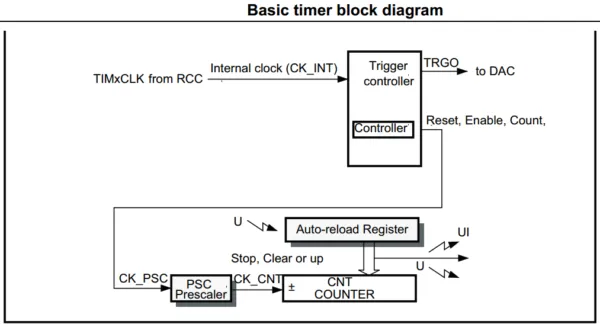 Basic timer block diagram
TIMxCLK from RCC
Internal clock (CK_INT)
Trigger
controller
TRGO
to DAC
Controller
Reset, Enable, Count,
U
Auto-reload Register
UI
Stop, Clear or up
U
CK_PSC
PSC
Prescaler
CK_CNT
±
CNT
COUNTER